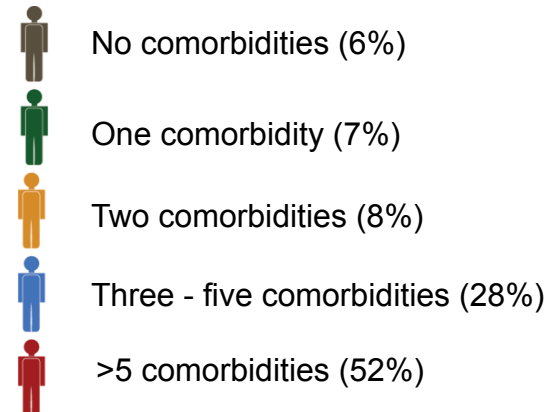 No comorbidities (6%)
One comorbidity (7%)
Two comorbidities (8%)
Three - five comorbidities (28%)
>5 comorbidities (52%)